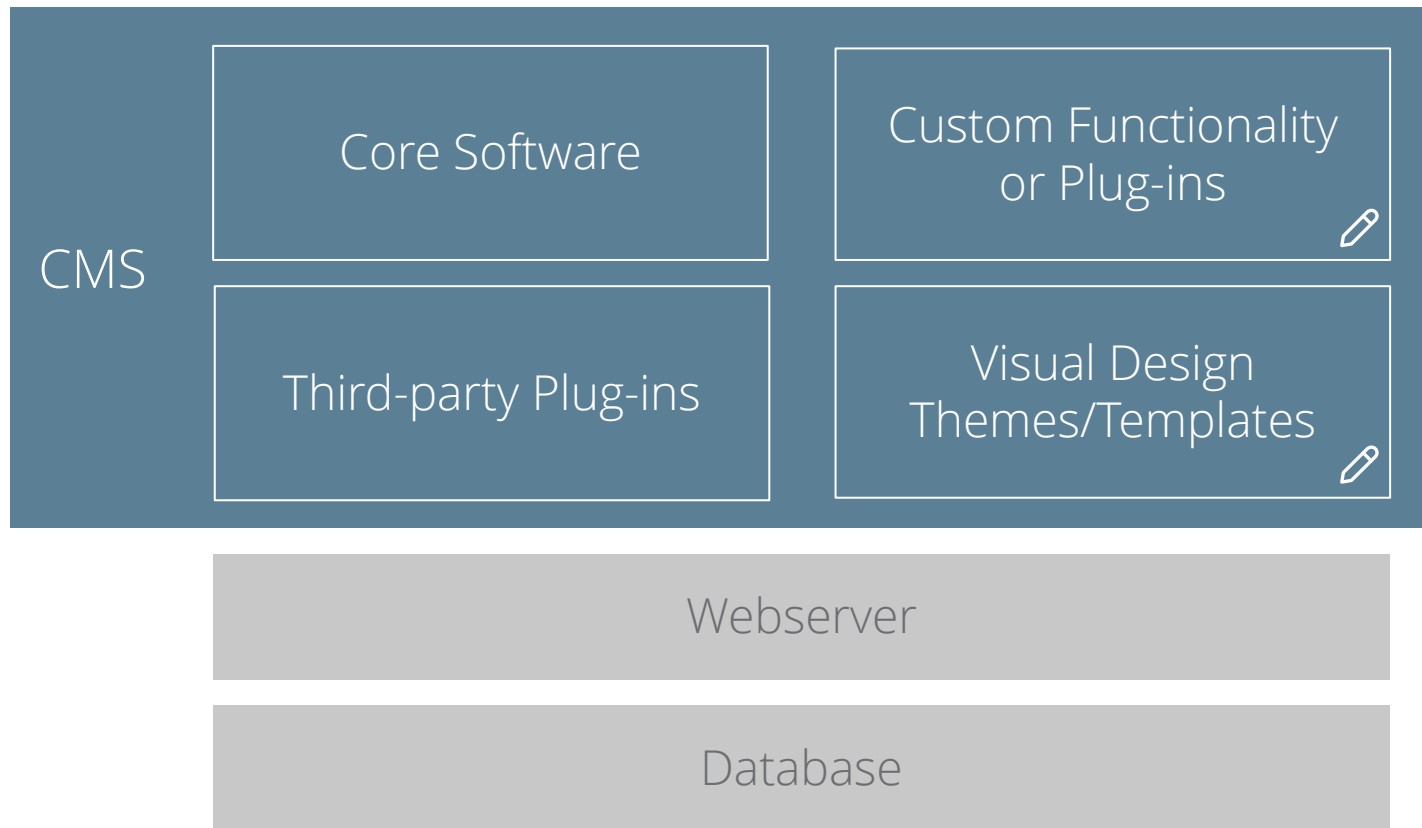 CMS
Core Software
Custom Functionality
or Plug-ins
Third-party Plug-ins
Visual Design
Themes/Templates
Webserver
Database